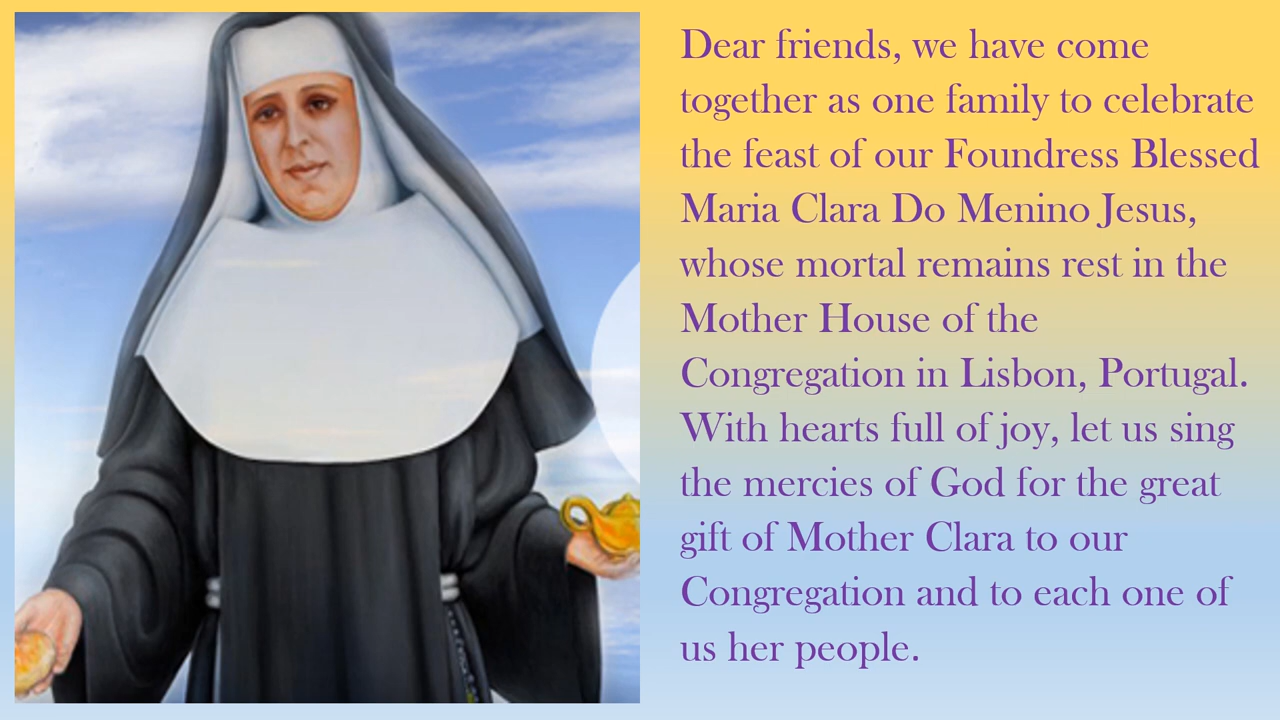 Dear friends, we have come
together as one family to celebrate
the feast of our Foundress Blessed
Maria Clara Do Menino Jesus,
whose mortal remains rest in the
Mother House of the
Congregation in Lisbon, Portugal.
With hearts full of joy, let us sing
the mercies of God for the great
gift of Mother Clara to our
Congregation and to each one of
us her people.